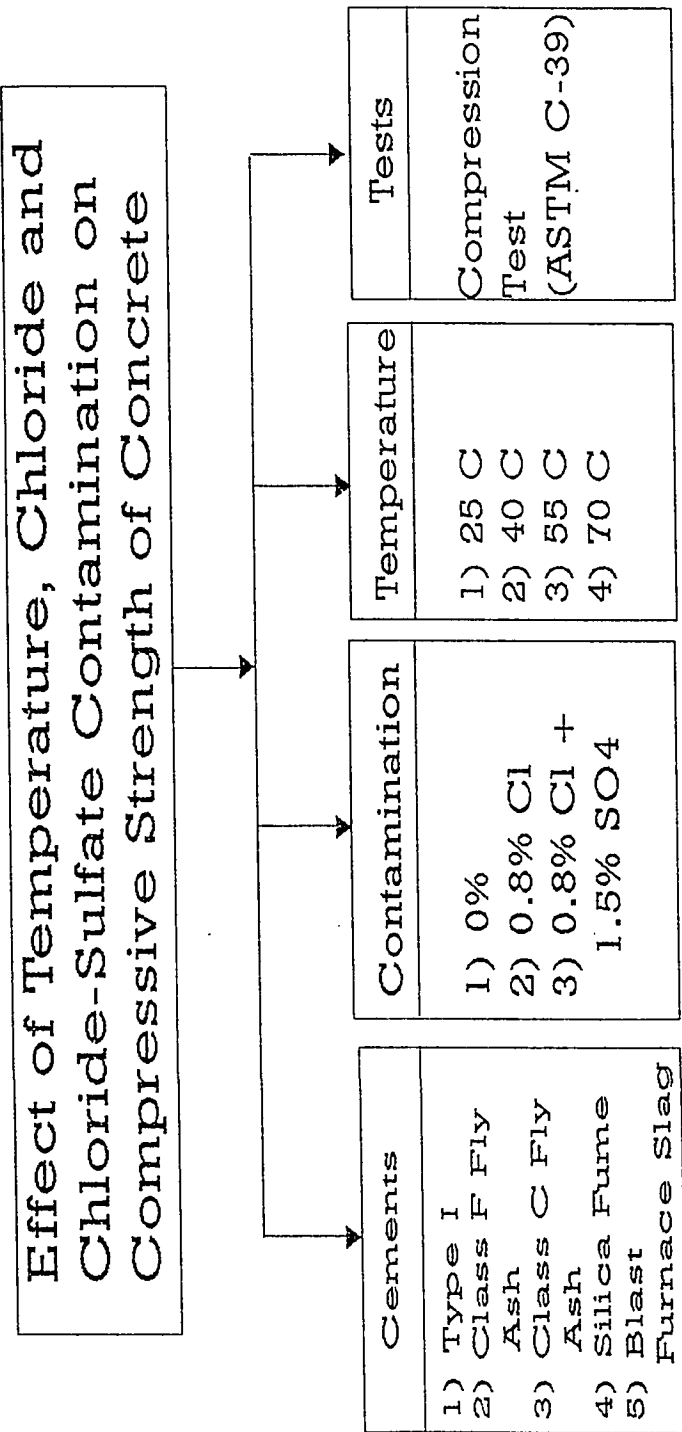 Effect of Temperature, Chloride and
Chloride-Sulfate Contamination on
Compressive Strength of Concrete
Cements
1) Type I
2) Class F Fly
Ash
3) Class C Fly
Ash
4) Silica Fume
5) Blast
Furnace Slag
Contamination
1) 0%
2) 0.8% Cl
3) 0.8% Cl +
1.5% SO4
Temperature
1) 25 C
2) 40 C
3) 55 C
4) 70 C
Tests
Compression
Test
(ASTM C-39)